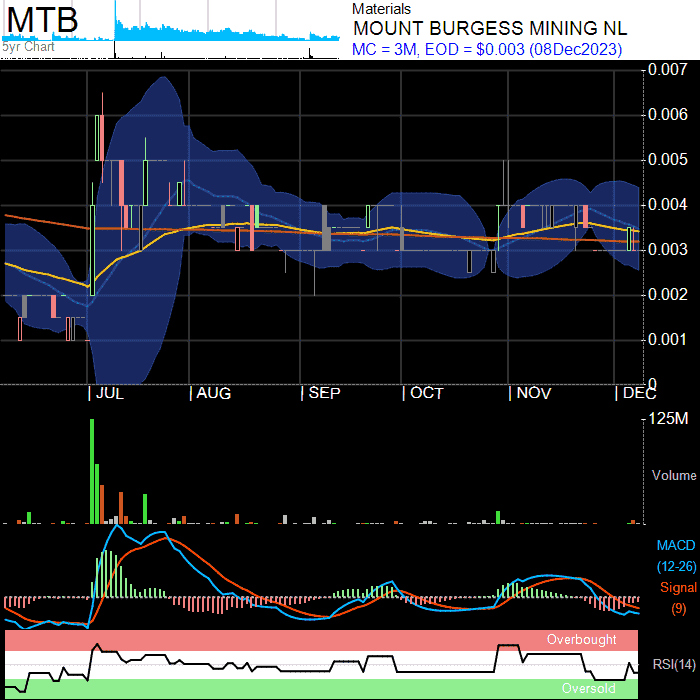 MTB
5yr Chart
Materials
MOUNT BURGESS MINING NL
MC = 3M, EOD = $0.003 (08Dec2023)
0.007
0.006
0.005
0.004
0.003
0.002
0.001
0
JUL AUG SEP OCT NOV DEC
125M
Volume
MACD
(12-26)
Signal
(9)
Overbought
RSI(14)
Oversold